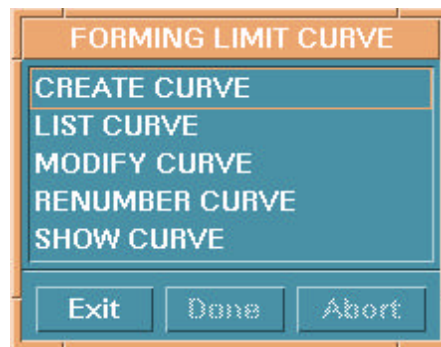 FORMING LIMIT CURVE
CREATE CURVE
LIST CURVE
MODIFY CURVE
RENUMBER CURVE
SHOW CURVE
Exit Done Abort